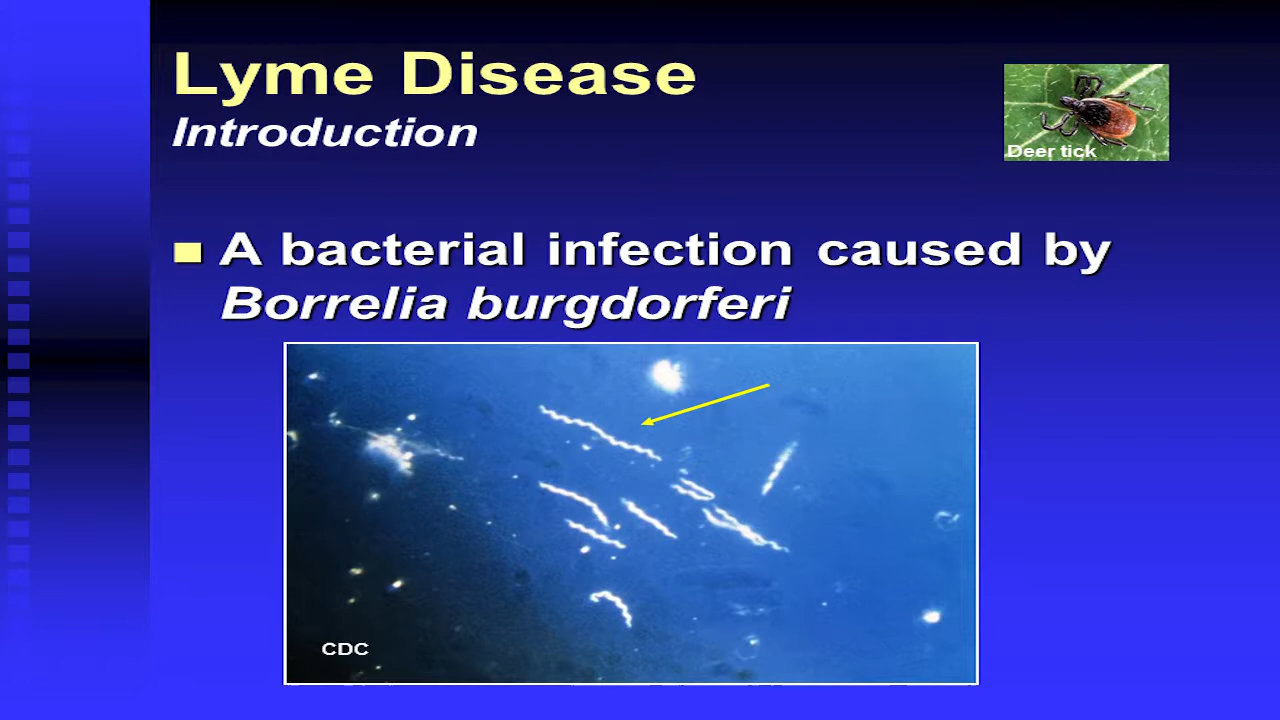 Lyme Disease
Introduction
Deer tick
A bacterial infection caused by
Borrelia burgdorferi
CDC